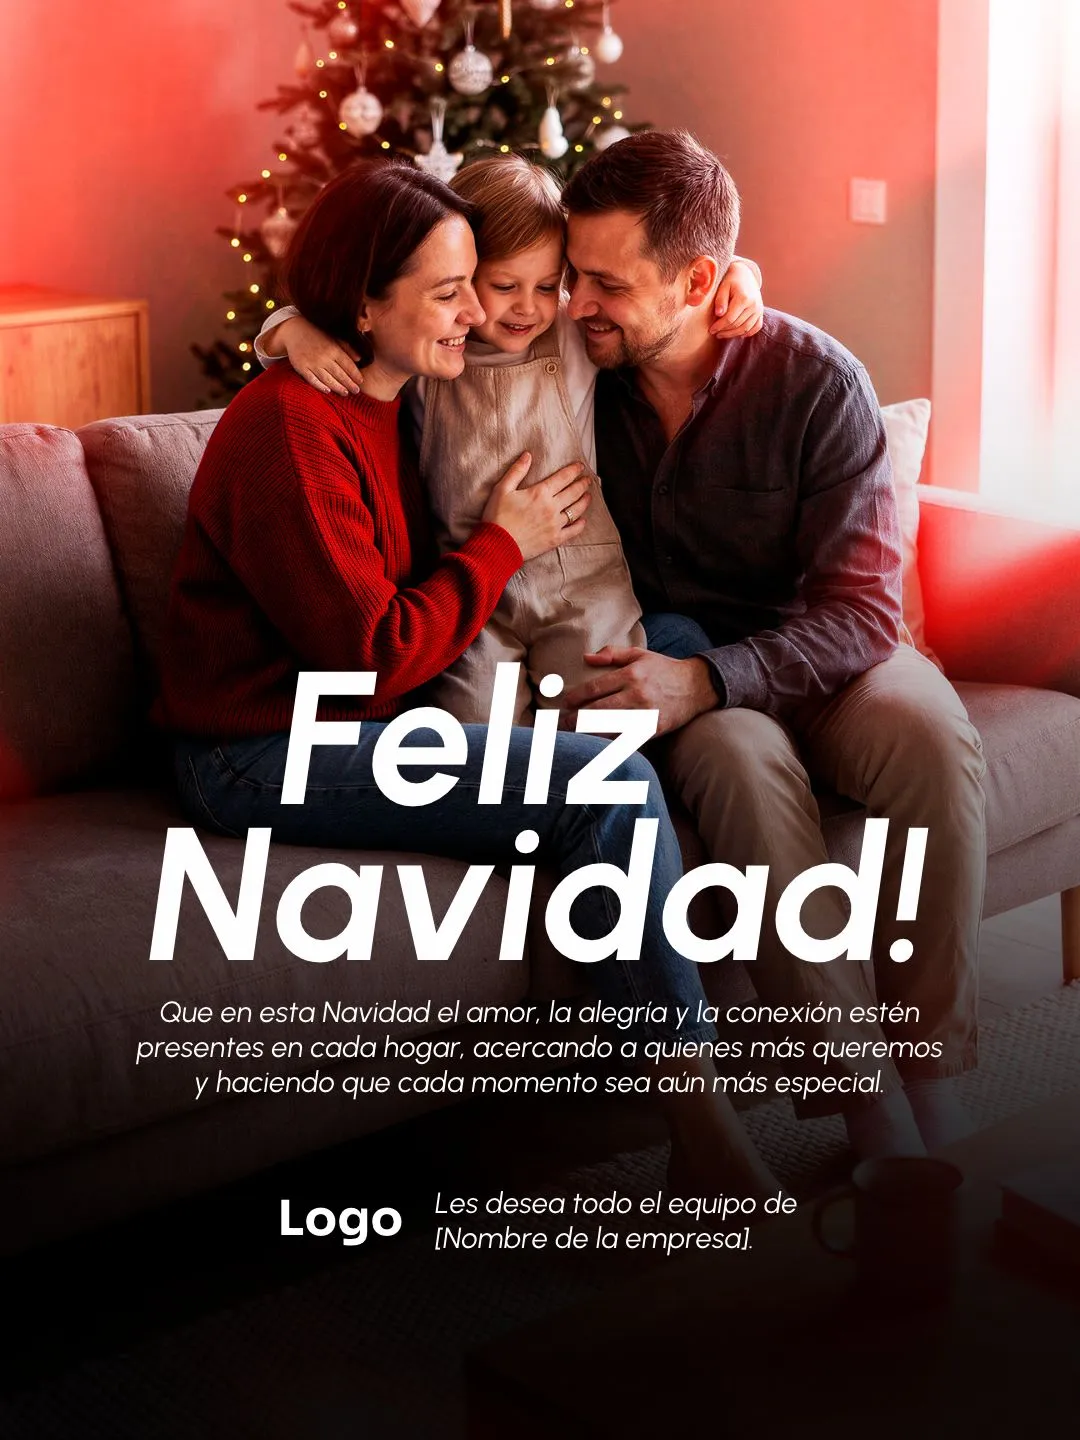 Feliz
Navidad!
Que en esta Navidad el amor, la alegría y la conexión estén
presentes en cada hogar, acercando a quienes más queremos
y haciendo que cada momento sea aún más especial.
Logo
Les desea todo el equipo de
[Nombre de la empresa].